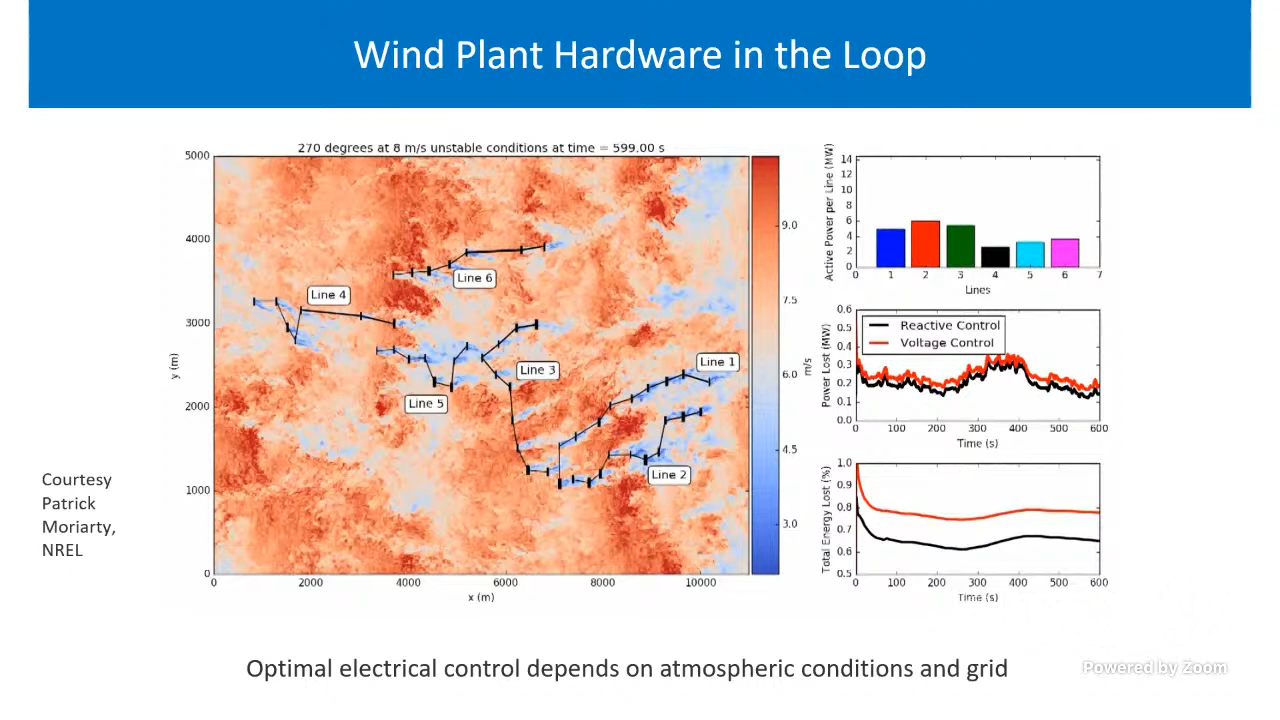 Wind Plant Hardware in the Loop
270 degrees at 8 m/s unstable conditions at time = 599.00 s
5000
4000
3000
2000
1000
0
y (m)
0 2000 4000 6000 8000 10000
x (m)
Line 4
Line 6
Line 3
Line 1
Line 5
Line 2
9.0
7.5
6.0
4.5
3.0
m/s
Active Power per Line (MW)
14
12
10
8
6
4
2
0
0 1 2 3 4 5 6 7
Lines
Power Lost (MW)
0.6
0.5
0.4
0.3
0.2
0.1
0.0
Reactive Control
Voltage Control
0 100 200 300 400 500 600
Time (s)
Total Energy Lost (%)
1.0
0.9
0.8
0.7
0.6
0.5
0 100 200 300 400 500 600
Time (s)
Courtesy
Patrick
Moriarty,
NREL
Optimal electrical control depends on atmospheric conditions and grid
Powered by Zoom